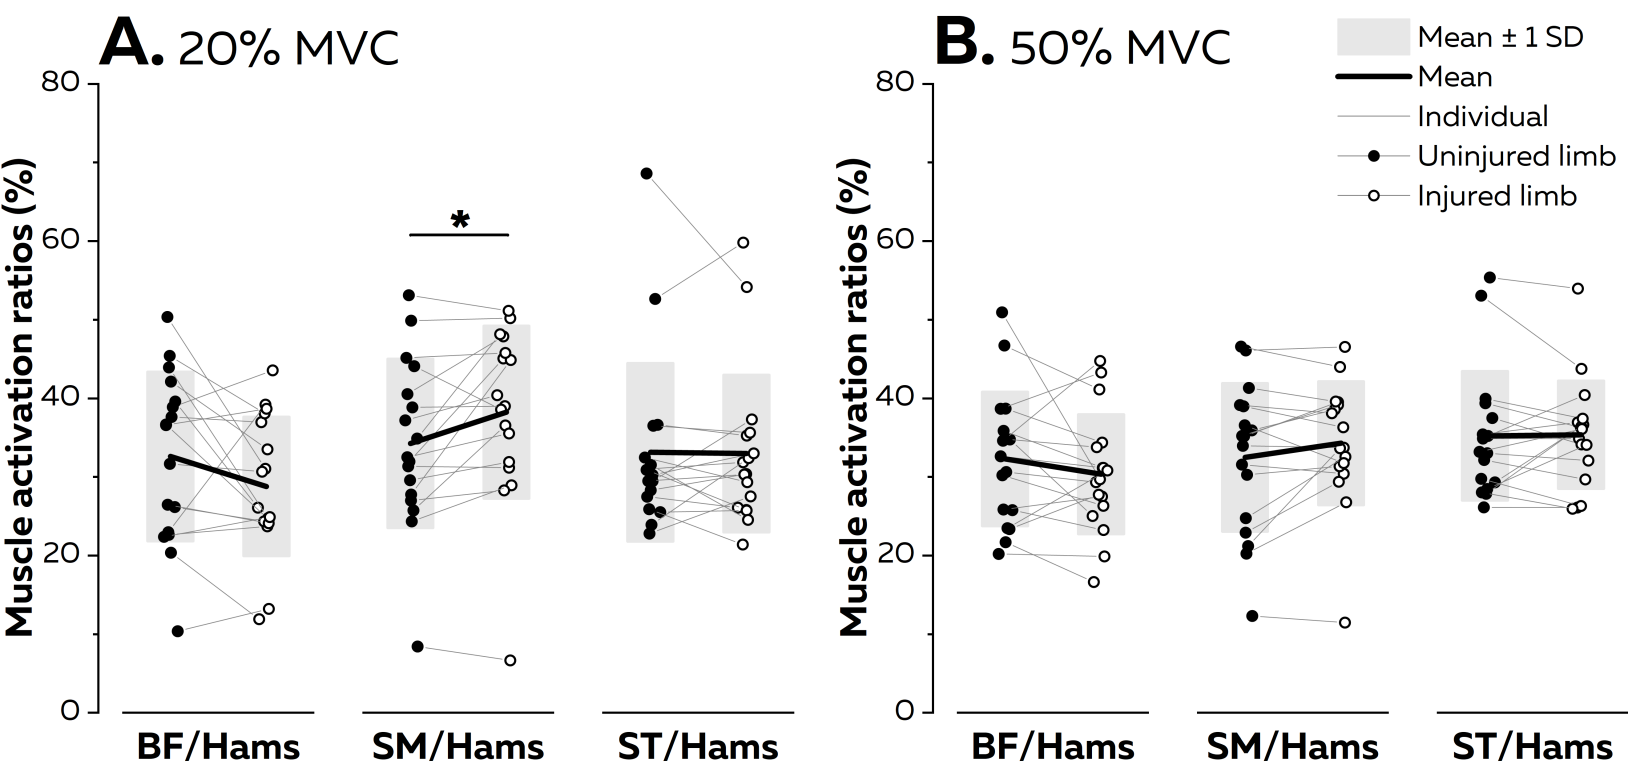 A. 20% MVC
Muscle activation ratios (%)
80
60
40
20
0
*
BF/Hams
SM/Hams
ST/Hams
B. 50% MVC
Muscle activation ratios (%)
80
60
40
20
0
Mean ± 1 SD
Mean
Individual
Uninjured limb
Injured limb
BF/Hams
SM/Hams
ST/Hams